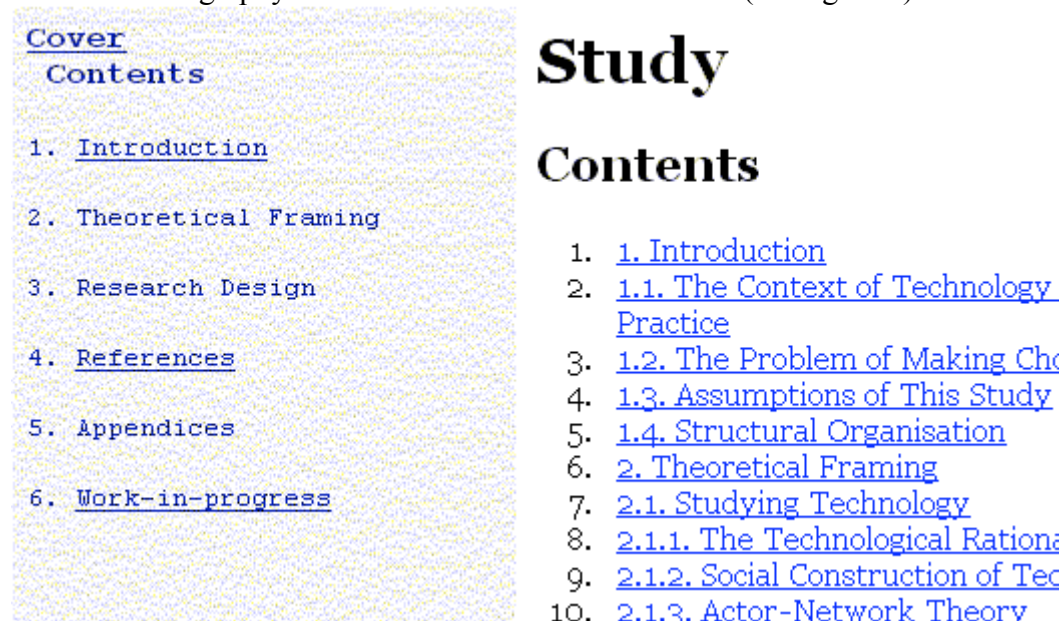 Cover
Contents
1. Introduction
2. Theoretical Framing
3. Research Design
4. References
5. Appendices
6. Work-in-progress
Study
Contents
1. 1. Introduction
2. 1.1. The Context of Technology
Practice
3. 1.2. The Problem of Making
4. 1.3. Assumptions of This Study
5. 1.4. Structural Organisation
6. 2. Theoretical Framing
7. 2.1. Studying Technology
8. 2.1.1. The Technological
9. 2.1.2. Social Construction of
10. 2.1.3. Actor-Network Theory